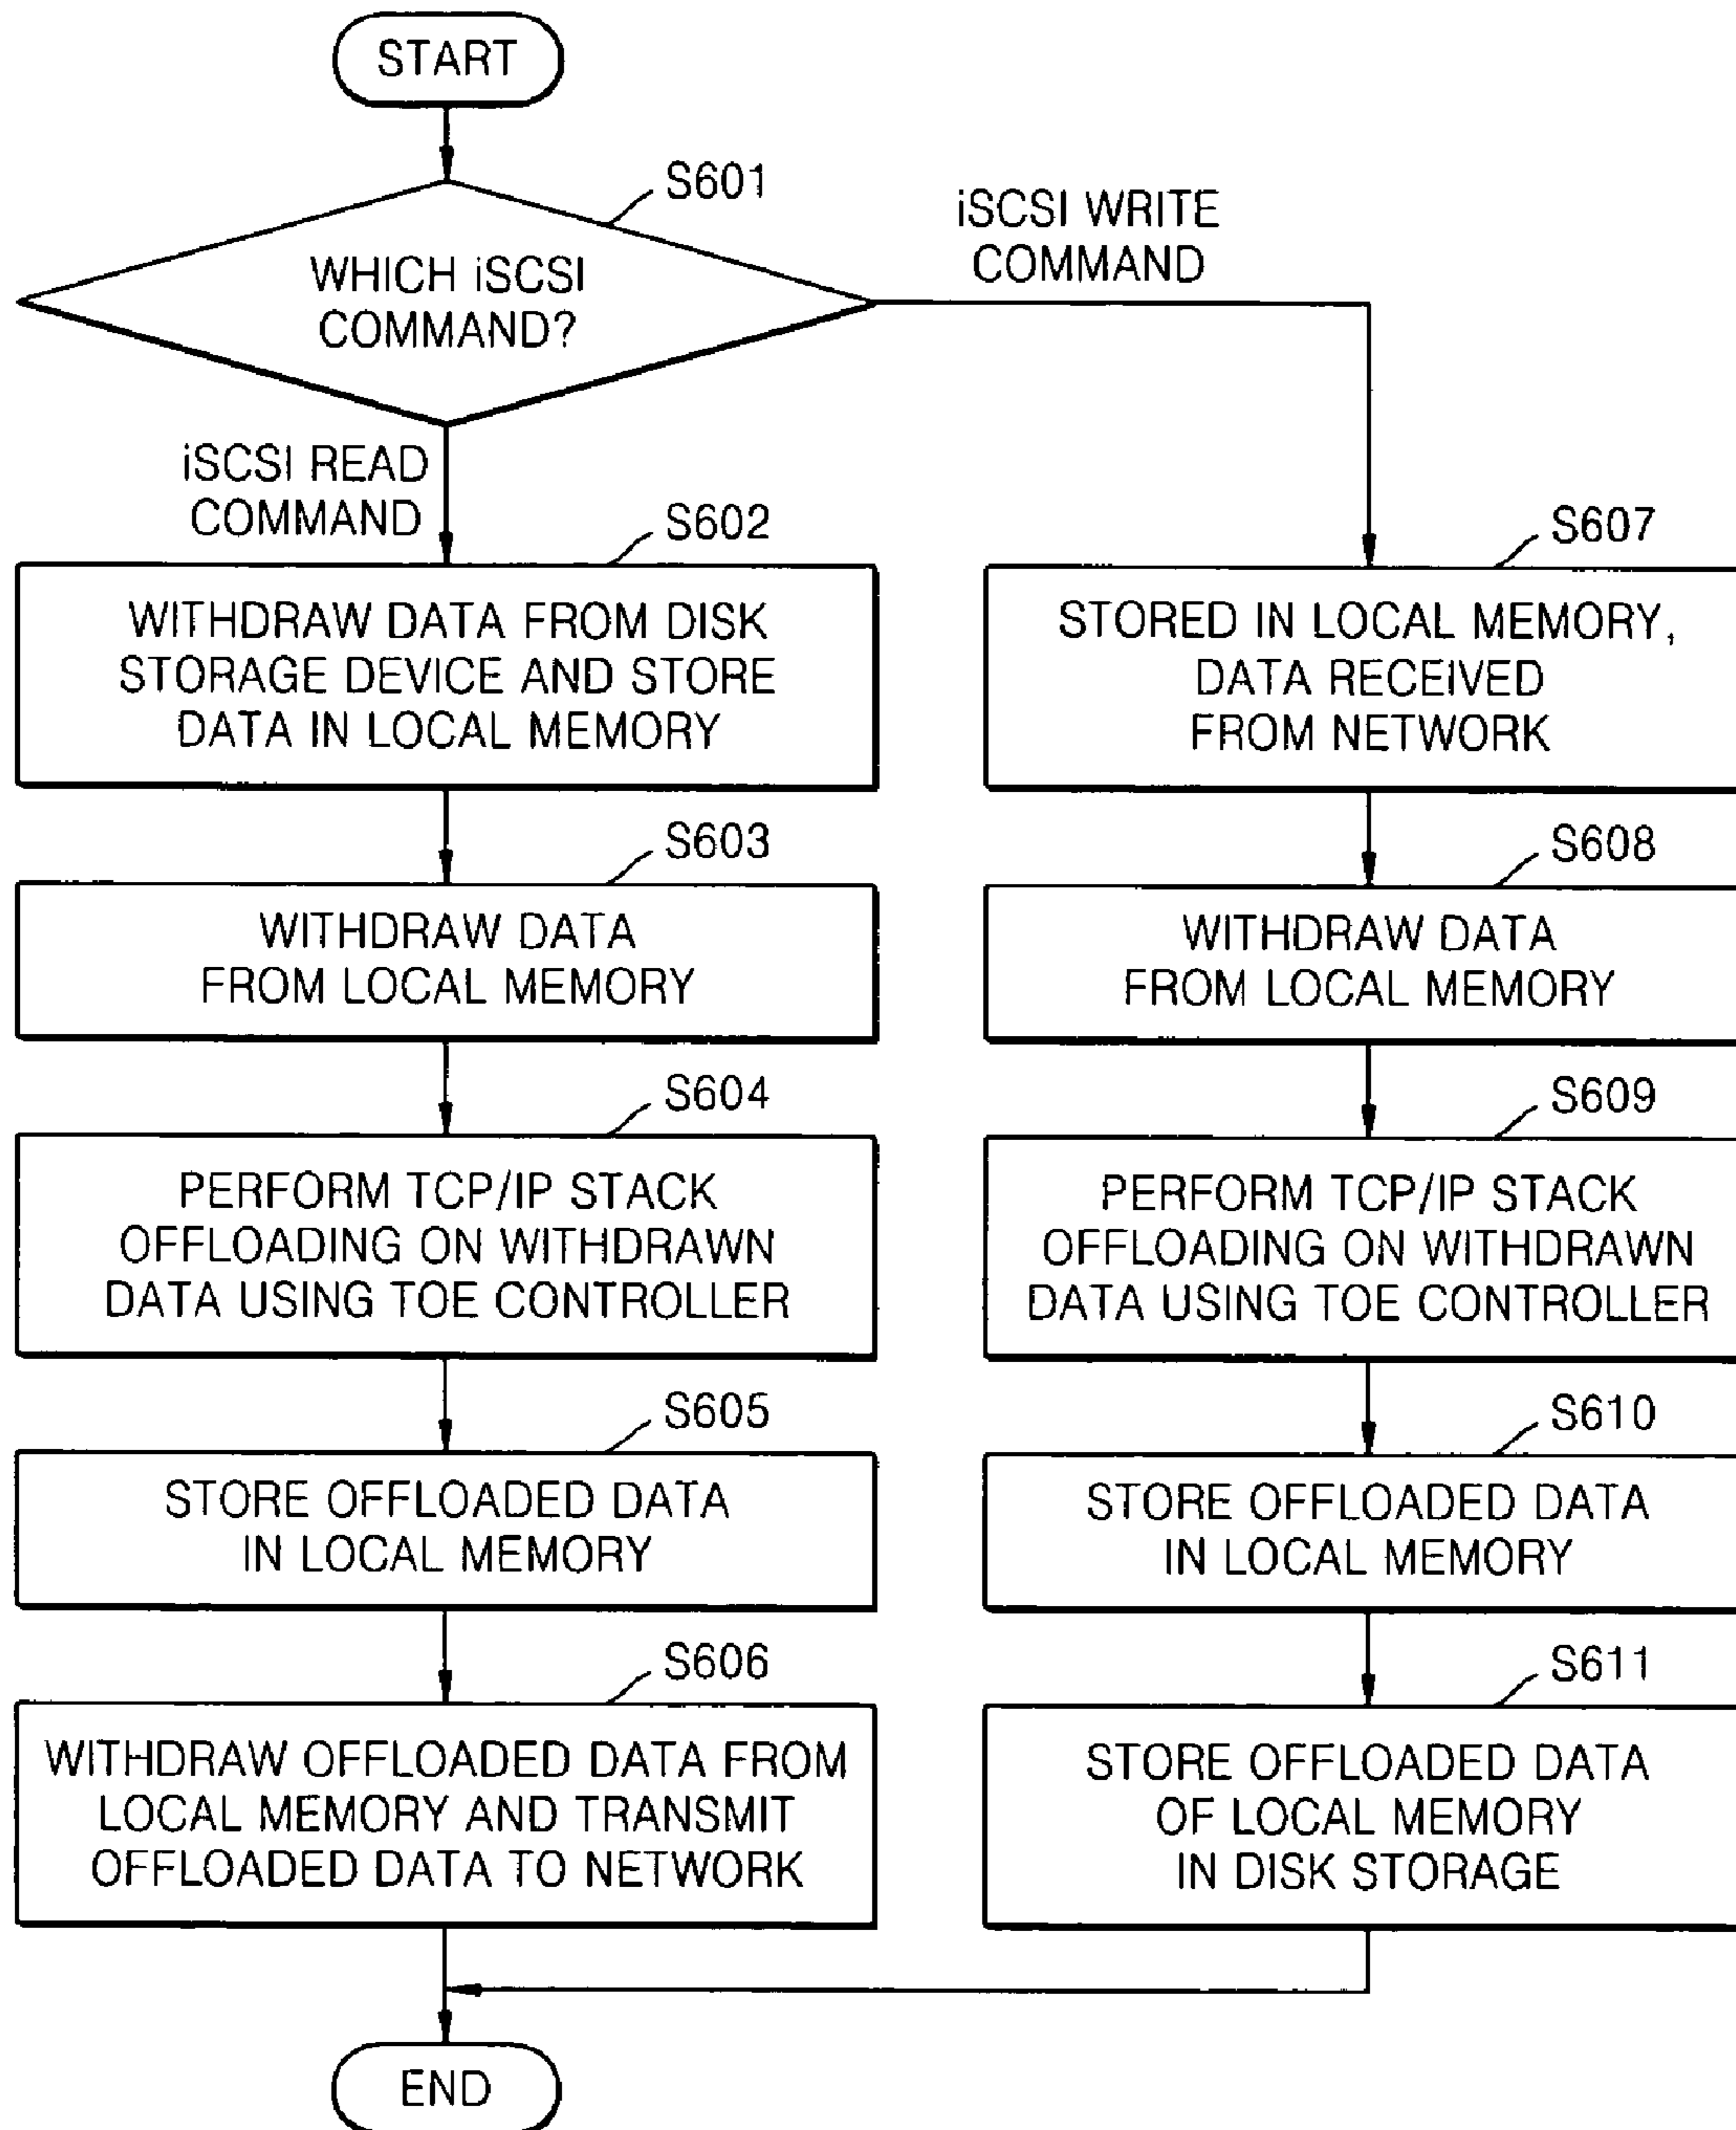 START
S601
WHICH iSCSI
COMMAND?
iSCSI WRITE
COMMAND
iSCSI READ
COMMAND
S602
WITHDRAW DATA FROM DISK
STORAGE DEVICE AND STORE
DATA IN LOCAL MEMORY
S603
WITHDRAW DATA
FROM LOCAL MEMORY
S604
PERFORM TCP/IP STACK
OFFLOADING ON WITHDRAWN
DATA USING TOE CONTROLLER
S605
STORE OFFLOADED DATA
IN LOCAL MEMORY
S606
WITHDRAW OFFLOADED DATA FROM
LOCAL MEMORY AND TRANSMIT
OFFLOADED DATA TO NETWORK
S607
STORED IN LOCAL MEMORY,
DATA RECEIVED
FROM NETWORK
S608
WITHDRAW DATA
FROM LOCAL MEMORY
S609
PERFORM TCP/IP STACK
OFFLOADING ON WITHDRAWN
DATA USING TOE CONTROLLER
S610
STORE OFFLOADED DATA
IN LOCAL MEMORY
S611
STORE OFFLOADED DATA
OF LOCAL MEMORY
IN DISK STORAGE
END